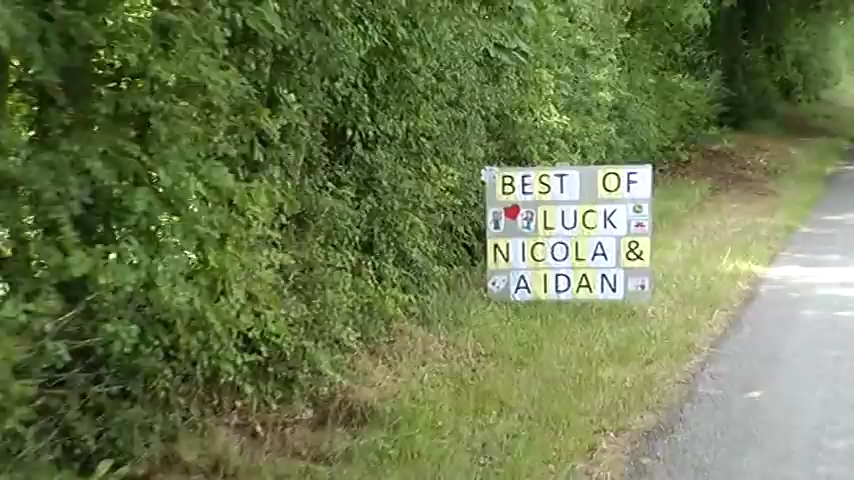 BEST OF
LUCK
NICOLA &
AIDAN